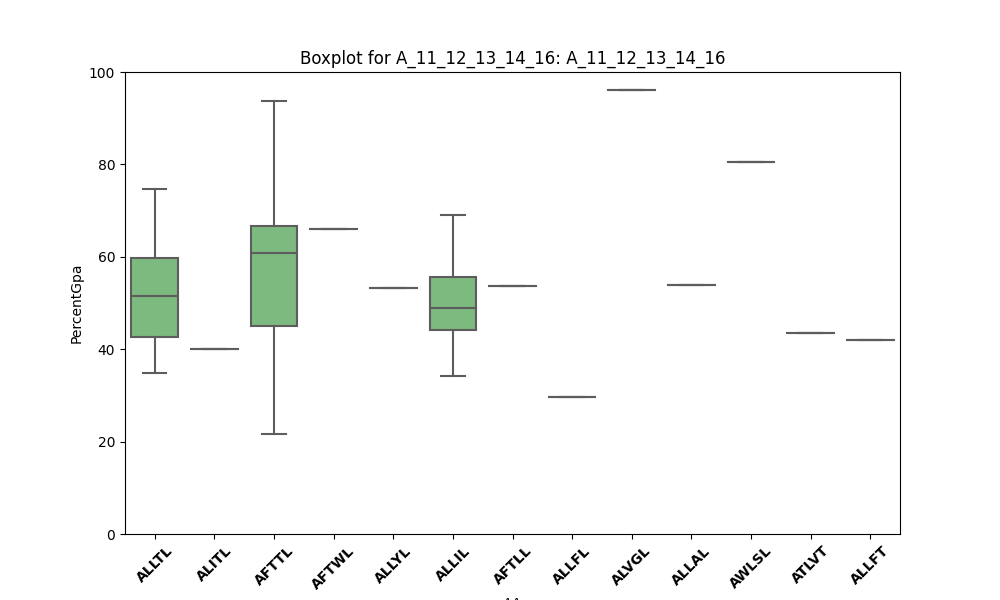 Boxplot for A_11_12_13_14_16: A_11_12_13_14_16
PercentGpa
100
80
60
40
20
0
ALLTL ALITL AFTTL AFTWL ALLYL ALLIL AFTLL ALLFL ALVGL ALLAL AWLSL ATLVT ALLFT